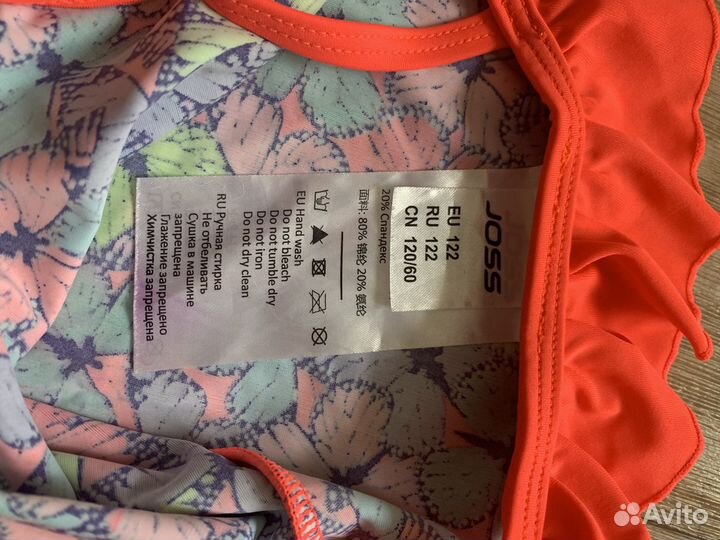 JOSS
EU 122
RU 122
CN 120/60
20% Спандекс
面料: 80% 锦纶 20% 氨纶
EU Hand wash
Do not bleach
Do not tumble dry
Do not iron
Do not dry clean
RU Ручная стирка
Не отбеливать
Сушка в машине
запрещена
Глажение запрещено
Химчистка запрещена
Avito